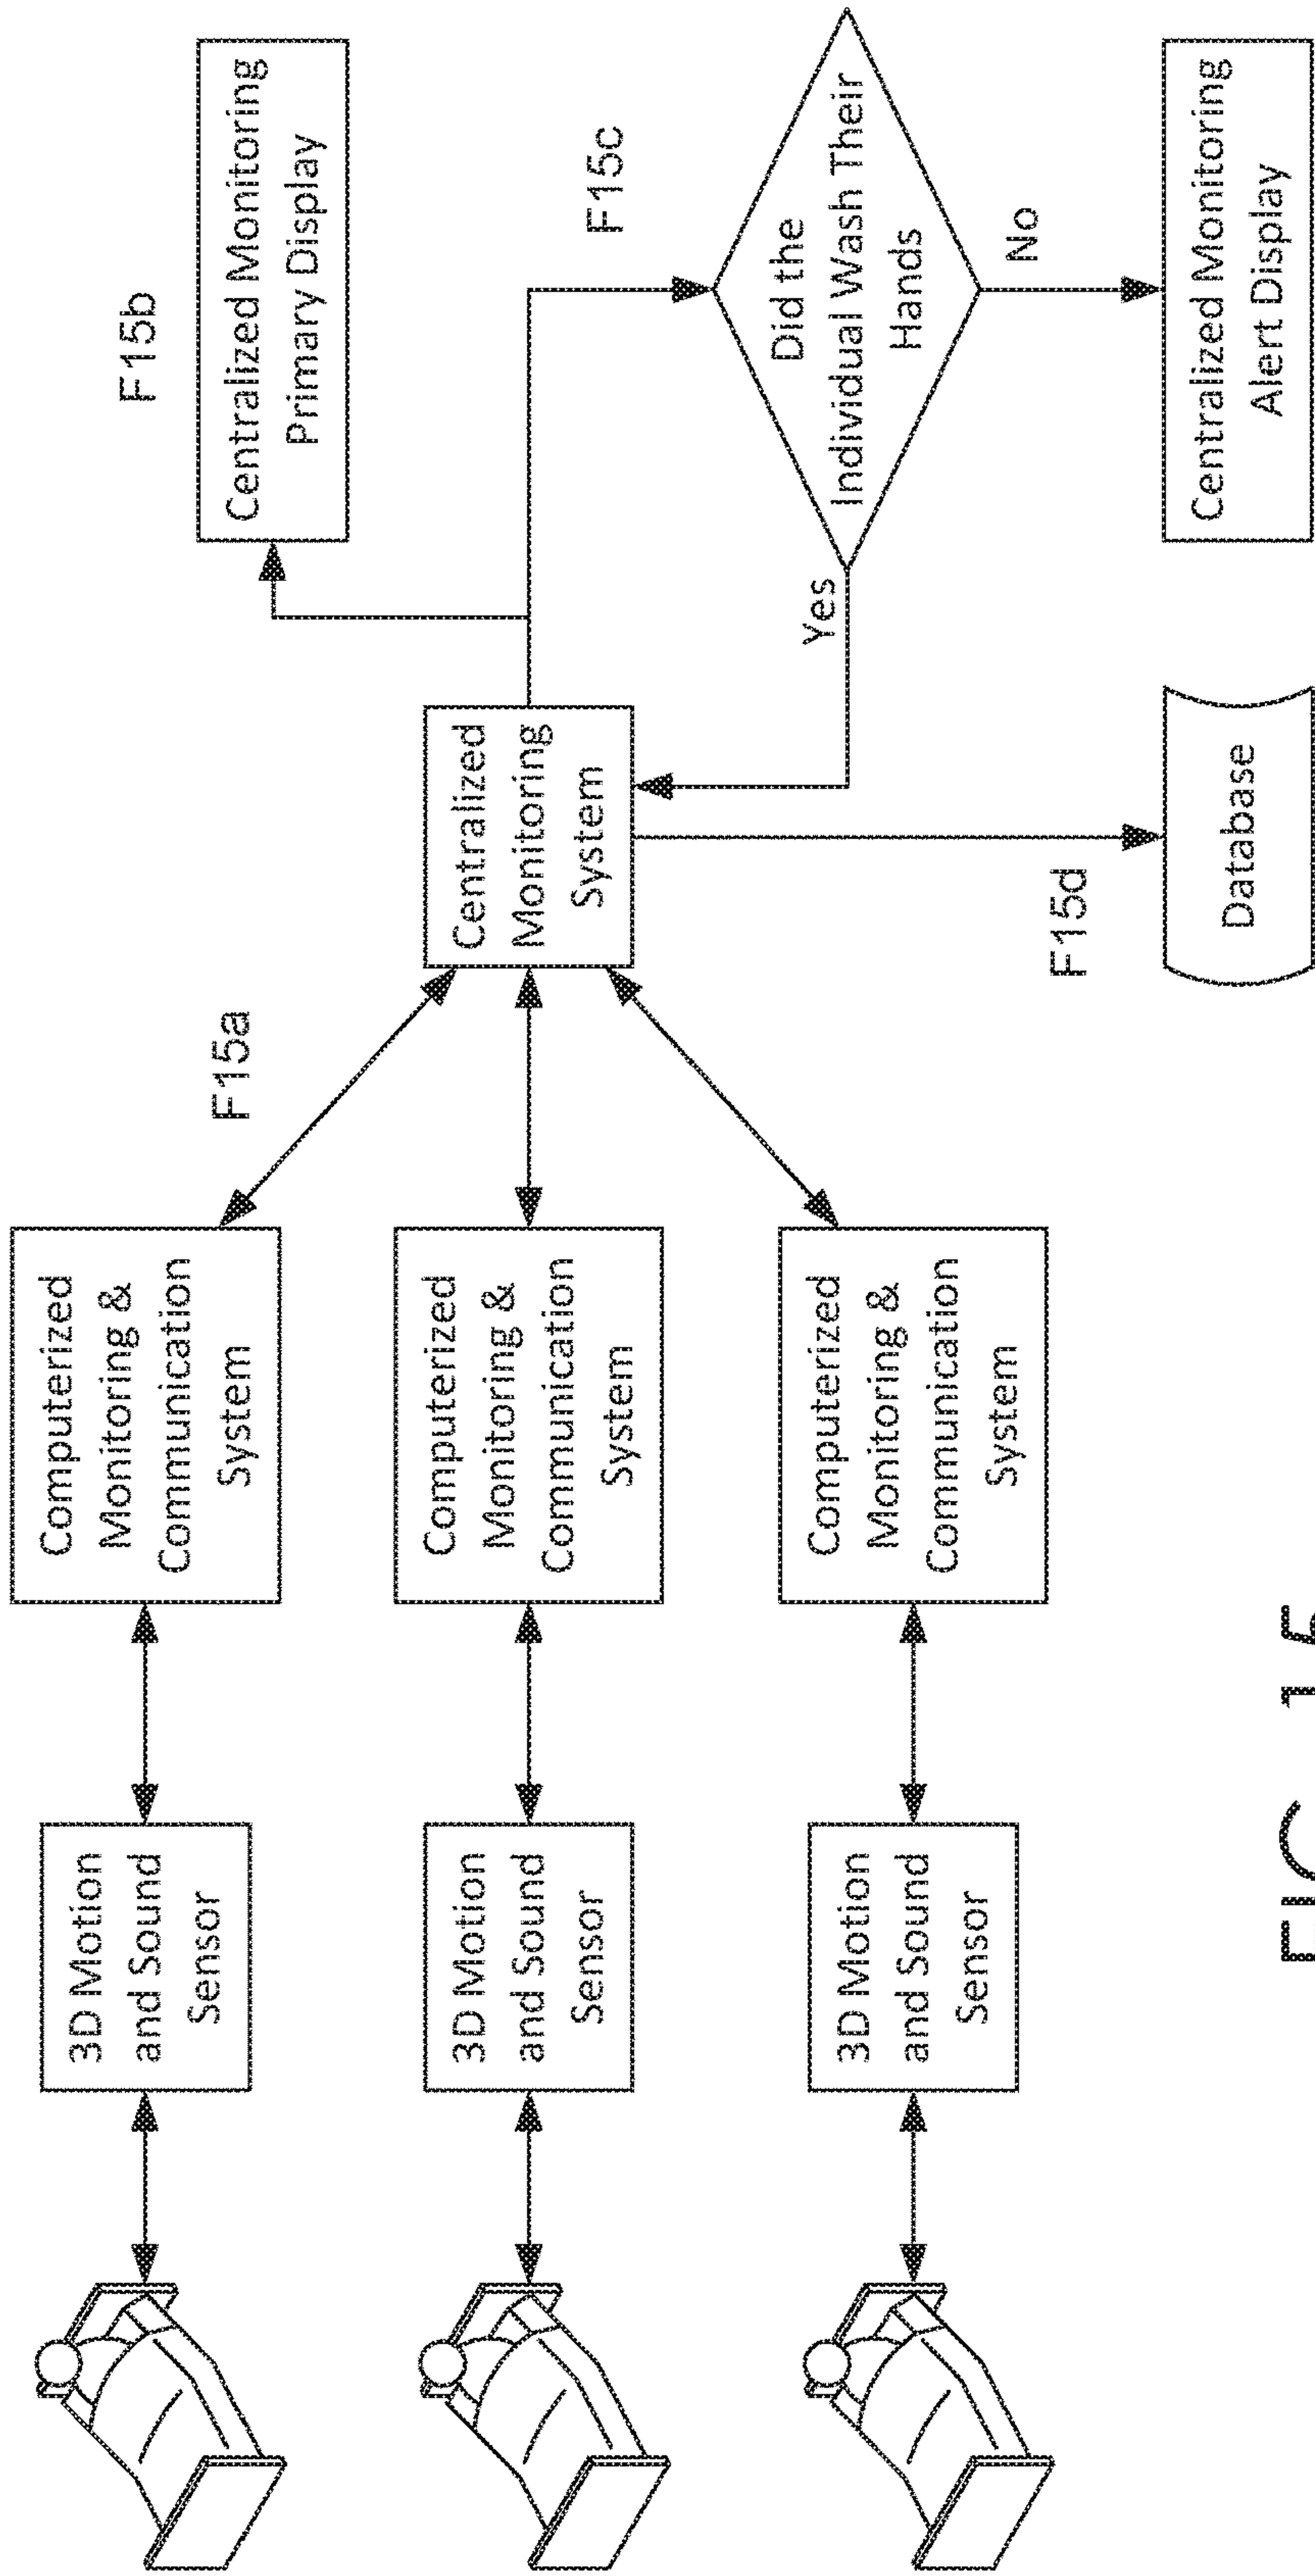 3D Motion
and Sound
Sensor
Computerized
Monitoring &
Communication
System
3D Motion
and Sound
Sensor
Computerized
Monitoring &
Communication
System
3D Motion
and Sound
Sensor
Computerized
Monitoring &
Communication
System
F15a
Centralized
Monitoring
System
F15b
Centralized Monitoring
Primary Display
F15c
Did the
Individual Wash Their
Hands
Yes
No
F15d
Database
Centralized Monitoring
Alert Display